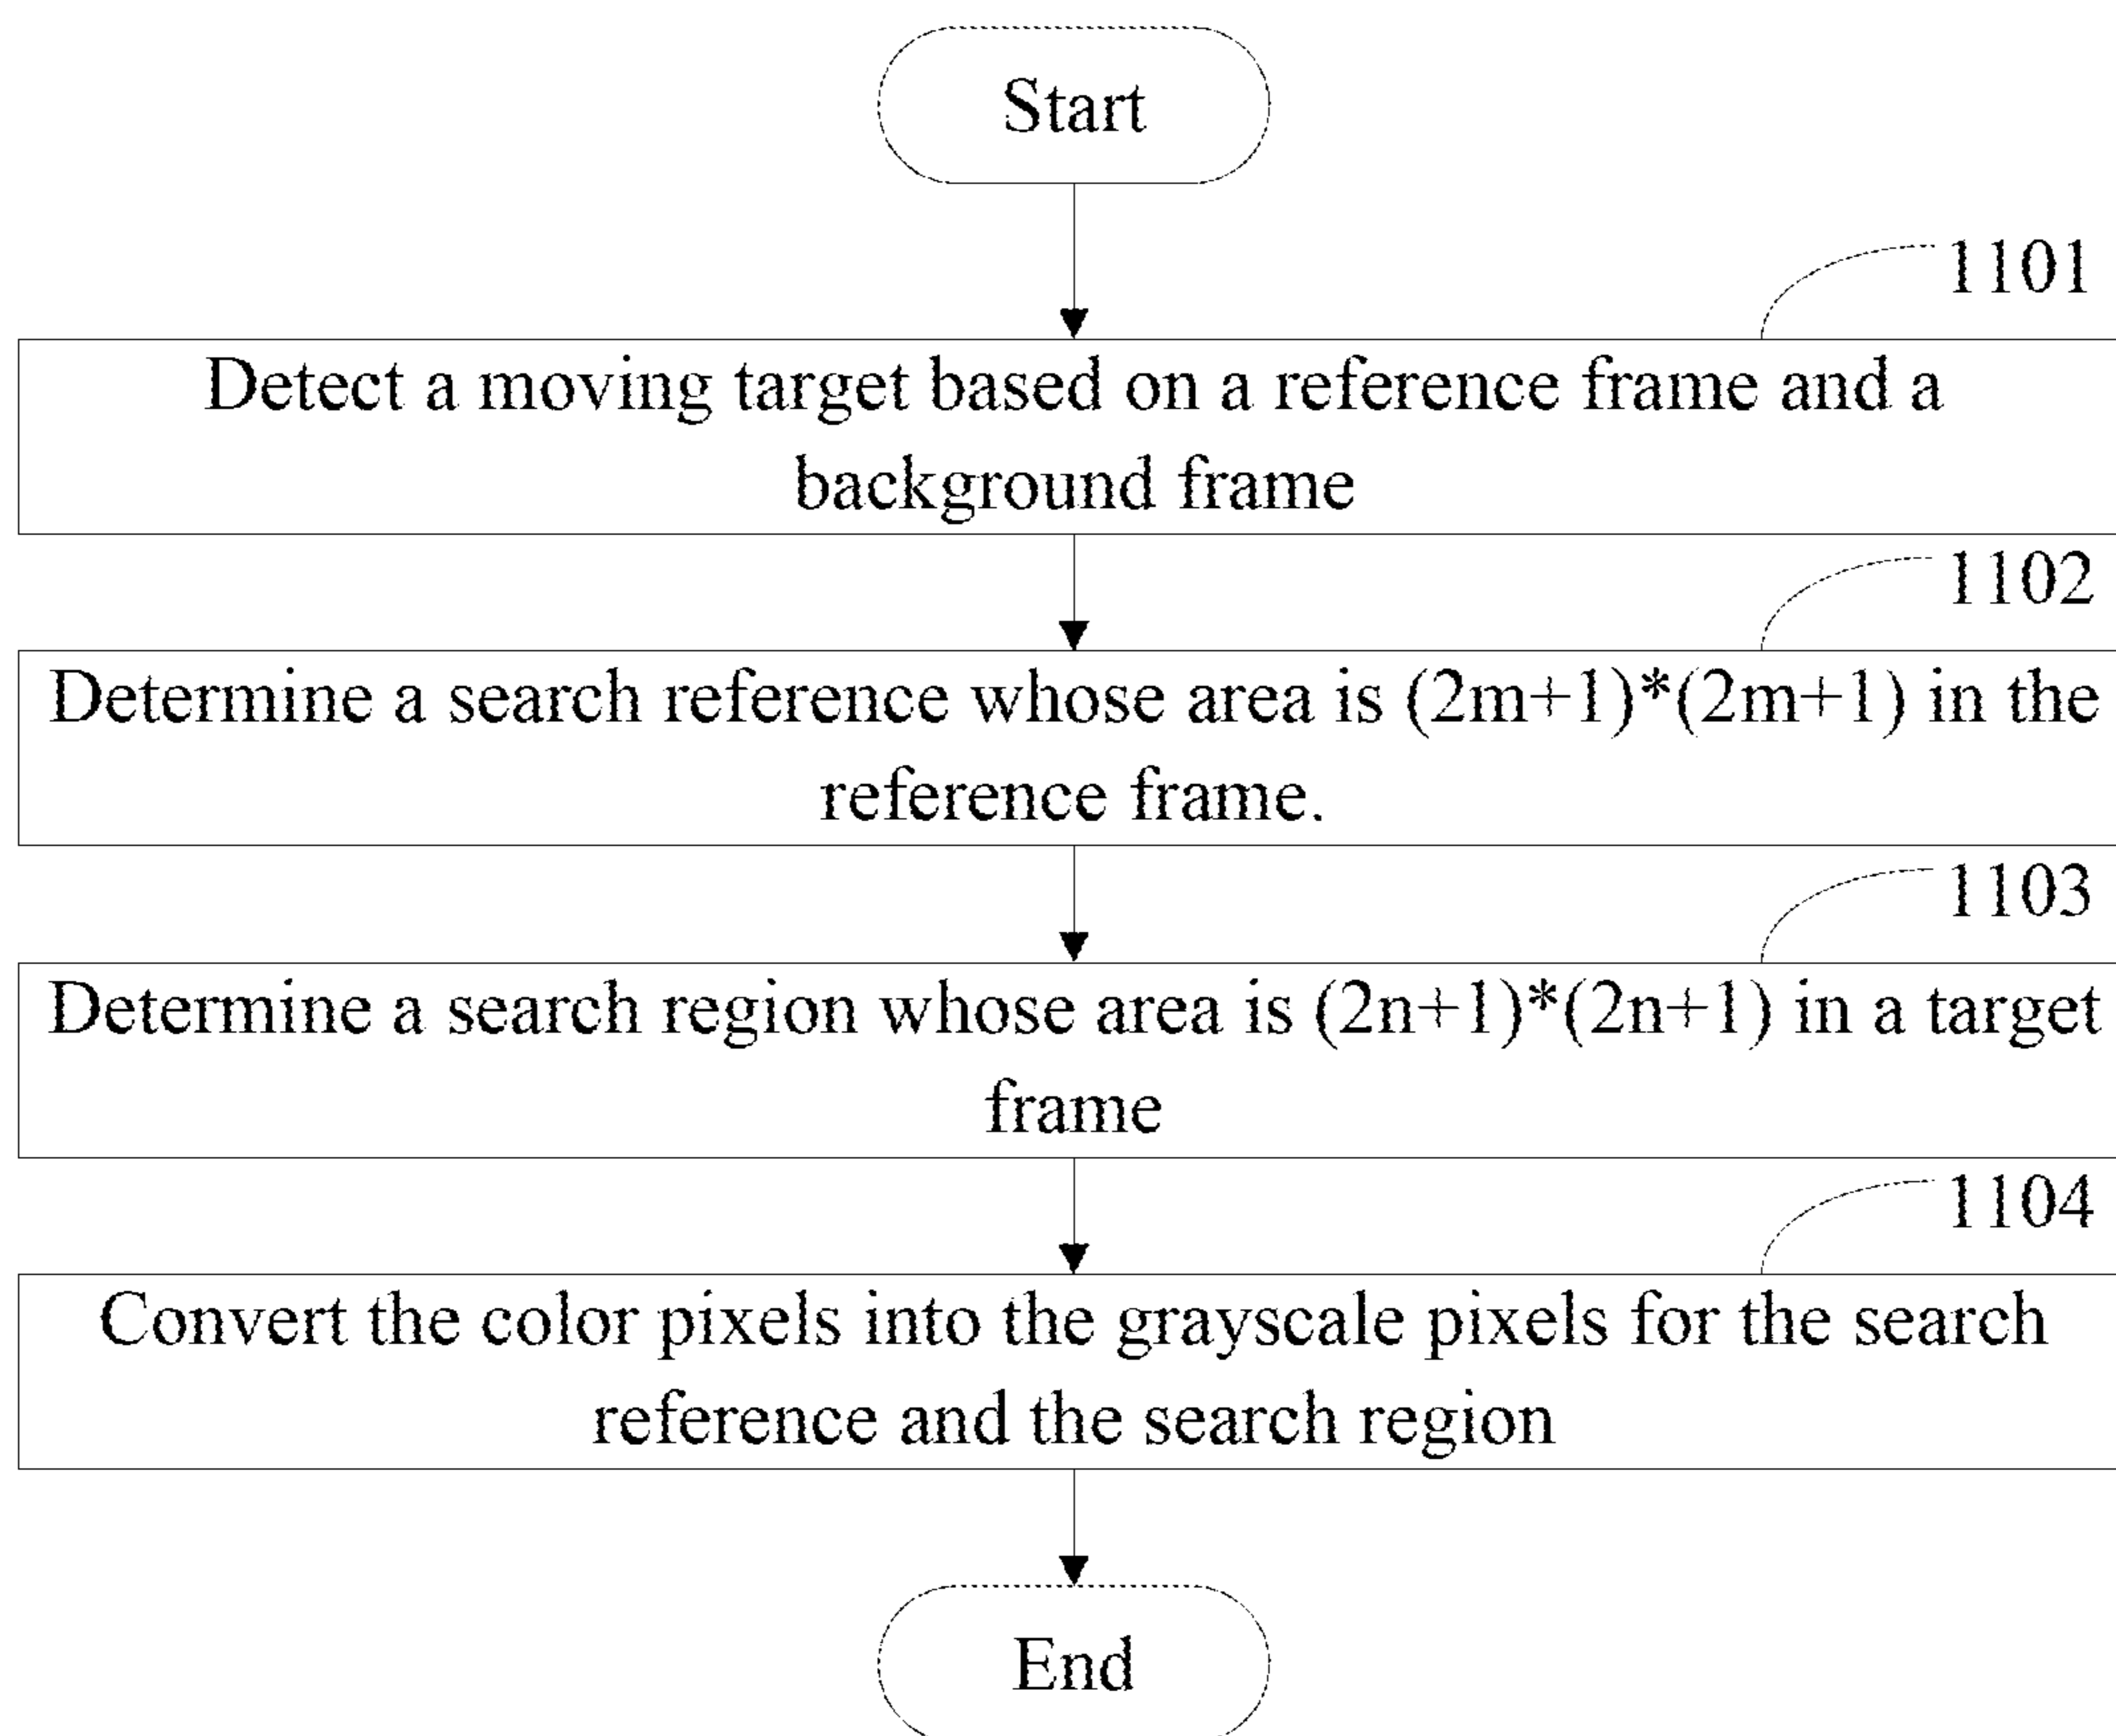 Start
1101
Detect a moving target based on a reference frame and a
background frame
1102
Determine a search reference whose area is (2m+1)*(2m+1) in the
reference frame.
1103
Determine a search region whose area is (2n+1)*(2n+1) in a target
frame
1104
Convert the color pixels into the grayscale pixels for the search
reference and the search region
End